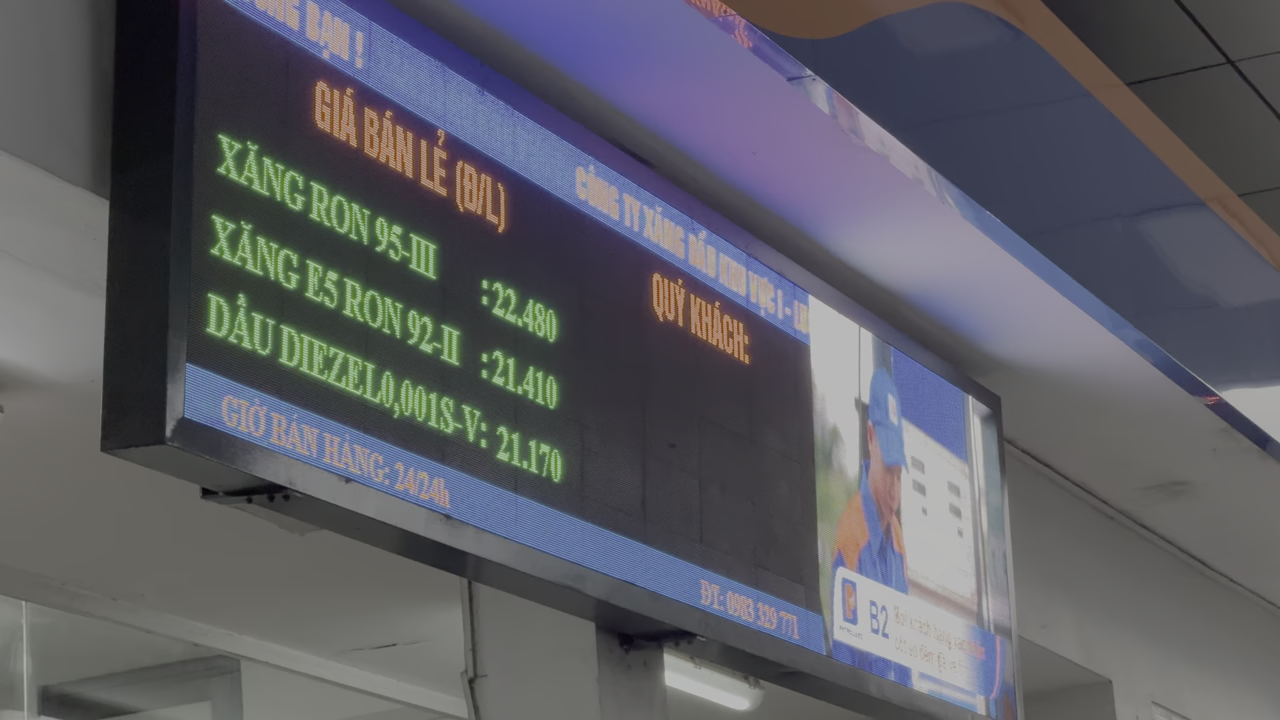 BẠN !
CÔNG TY XĂNG DẦU KHU VỰC I -
GIÁ BÁN LẺ (Đ/L)
XĂNG RON 95-III :22.480
XĂNG E5 RON 92-II :21.410
DẦU DIEZEL0,001S-V: 21.170
QUÝ KHÁCH:
GIỜ BÁN HÀNG: 24/24h
ĐT: 0983 329 771
B2